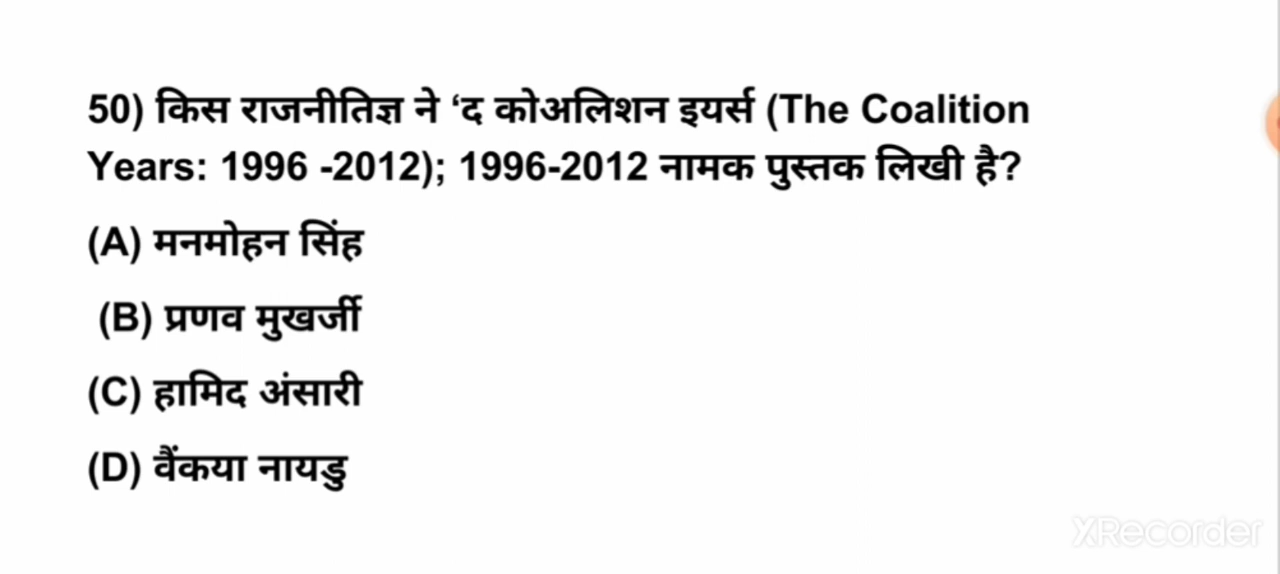 50) किस राजनीतिज्ञ ने ‘द कोअलिशन इयर्स (The Coalition
Years: 1996 -2012); 1996-2012 नामक पुस्तक लिखी है?
(A) मनमोहन सिंह
(B) प्रणव मुखर्जी
(C) हामिद अंसारी
(D) वैंकया नायडु
XRecorder